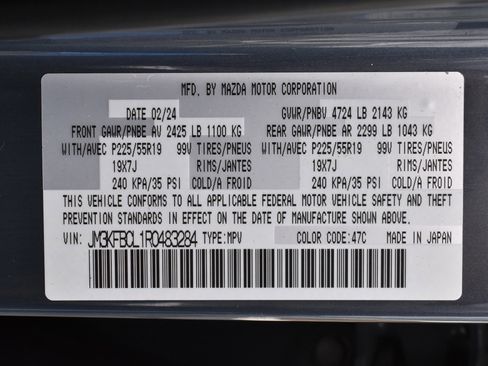 MFD. BY MAZDA MOTOR CORPORATION
DATE 02/24 GVWR/PNBV 4724 LB 2143 KG
FRONT GAWR/PNBE AV 2425 LB 1100 KG REAR GAWR/PNBE AR 2299 LB 1043 KG
WITH/AVEC P225/55R19 99V TIRES/PNEUS WITH/AVEC P225/55R19 99V TIRES/PNEUS
19X7J RIMS/JANTES 19X7J RIMS/JANTES
240 KPA/35 PSI COLD/A FROID 240 KPA/35 PSI COLD/A FROID
THIS VEHICLE CONFORMS TO ALL APPLICABLE FEDERAL MOTOR VEHICLE SAFETY AND THEFT
PREVENTION STANDARDS IN EFFECT ON THE DATE OF MANUFACTURE SHOWN ABOVE.
VIN: JM3KFBCL1R0483284 TYPE: MPV COLOR CODE: 47C MADE IN JAPAN